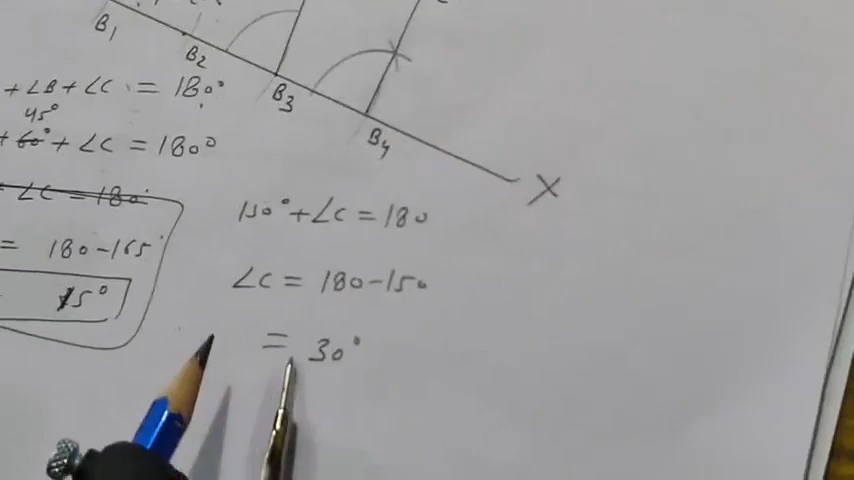 B1
B2
B3
B4
X
+∠B+∠C = 180°
45°
+ 60° + ∠C = 180°
= ∠C = 180°
= 180-165
15°
150°+∠C = 180
∠C = 180-150
= 30°